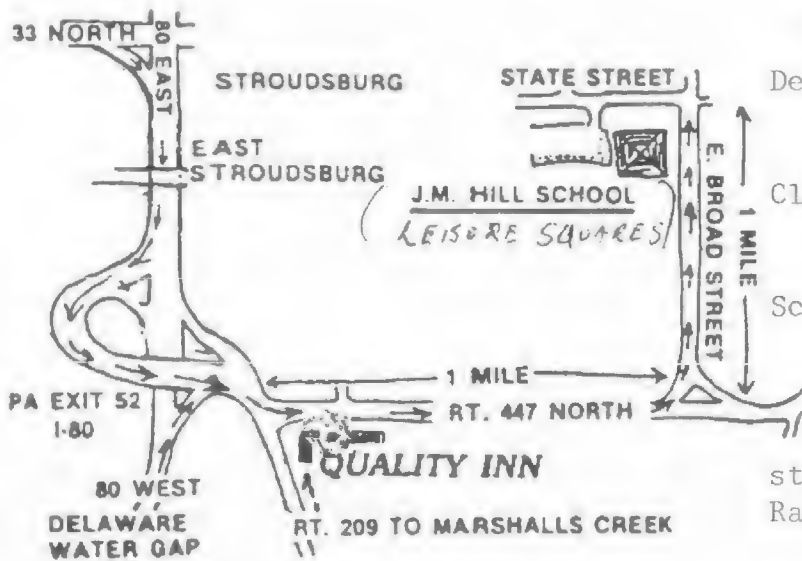 33 NORTH
80 EAST
STROUDSBURG
STATE STREET
De
EAST
STROUDSBURG
J.M. HILL SCHOOL
(LEISURE SQUARES)
E. BROAD STREET
1 MILE
Cl
Sc
1 MILE
PA EXIT 52
I-80
RT. 447 NORTH
QUALITY INN
80 WEST
DELAWARE
WATER GAP
RT. 209 TO MARSHALLS CREEK
st
Ra